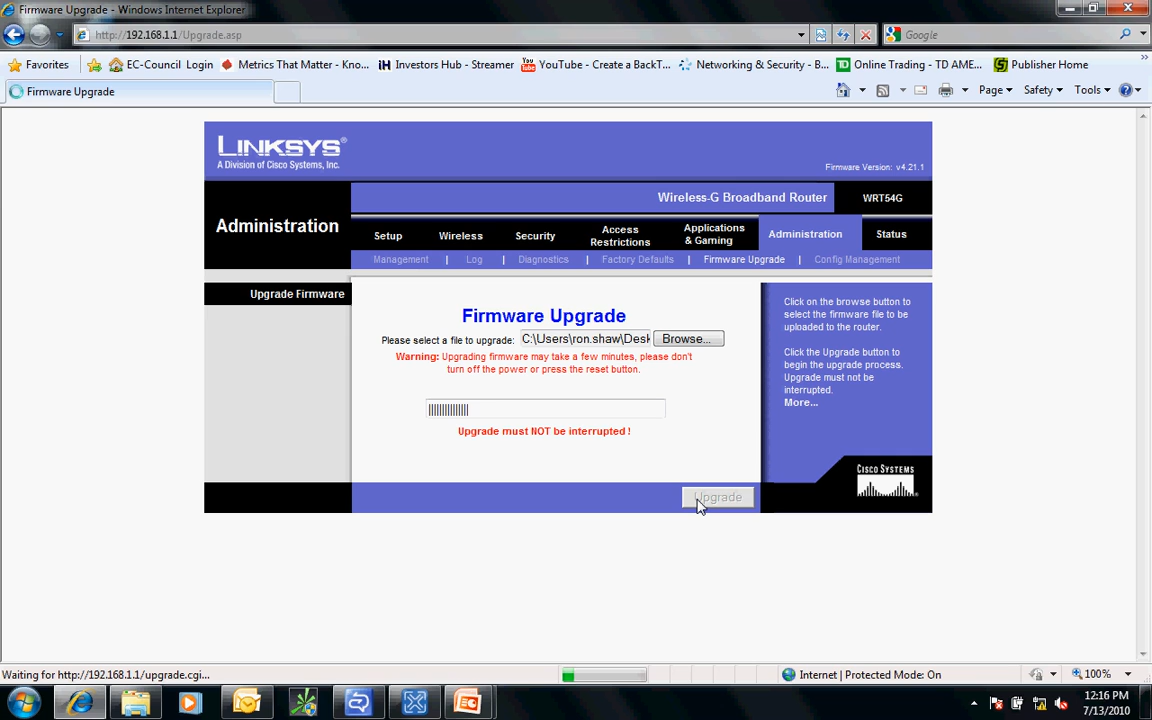 Firmware Upgrade - Windows Internet Explorer
http://192.168.1.1/Upgrade.asp
Google
Favorites
EC-Council Login
Metrics That Matter - Kno...
Investors Hub - Streamer
YouTube - Create a BackT...
Networking & Security - B...
Online Trading - TD AME...
Publisher Home
Firmware Upgrade
Page
Safety
Tools
LINKSYS®
A Division of Cisco Systems, Inc.
Firmware Version: v4.21.1
Wireless-G Broadband Router
WRT54G
Administration
Setup
Wireless
Security
Access Restrictions
Applications & Gaming
Administration
Status
Management | Log | Diagnostics | Factory Defaults | Firmware Upgrade | Config Management
Upgrade Firmware
Firmware Upgrade
Please select a file to upgrade: C:\Users\ron.shaw\Desk
Browse...
Warning: Upgrading firmware may take a few minutes, please don't
turn off the power or press the reset button.
Upgrade must NOT be interrupted !
Upgrade
Click on the browse button to
select the firmware file to be
uploaded to the router.
Click the Upgrade button to
begin the upgrade process.
Upgrade must not be
interrupted.
More...
CISCO SYSTEMS
Waiting for http://192.168.1.1/upgrade.cgi...
Internet | Protected Mode: On
100%
12:16 PM
7/13/2010